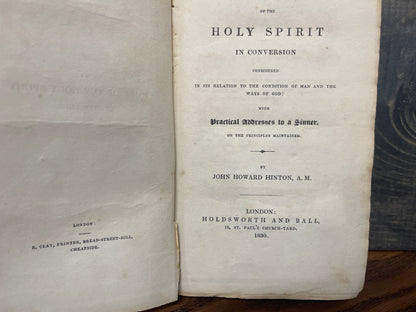 LONDON:
R. CLAY, PRINTER, BREAD-STREET-HILL,
CHEAPSIDE.
OF THE
HOLY SPIRIT
IN CONVERSION
CONSIDERED
IN ITS RELATION TO THE CONDITION OF MAN AND THE
WAYS OF GOD;
WITH
Practical Addresses to a Sinner,
ON THE PRINCIPLES MAINTAINED.
BY
JOHN HOWARD HINTON, A.M.
LONDON:
HOLDSWORTH AND BALL,
18, ST. PAUL'S CHURCH-YARD.
1830.